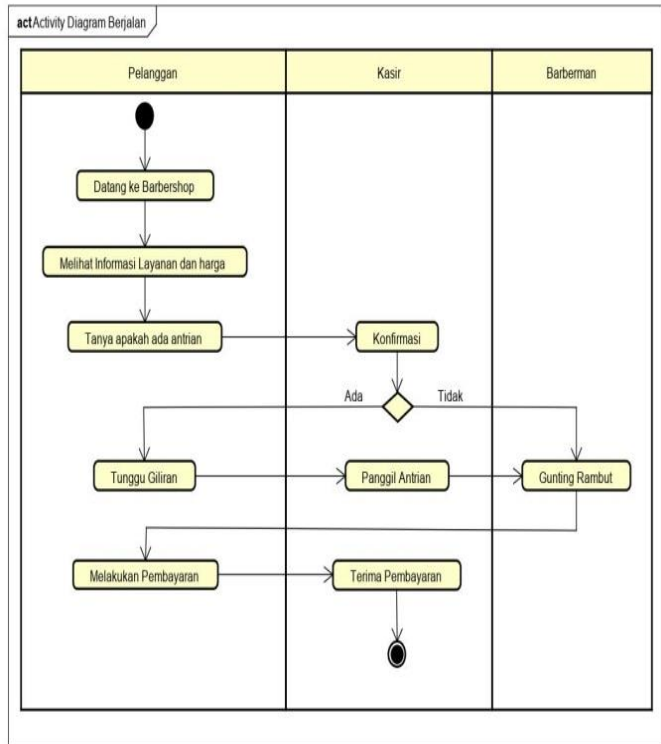 act Activity Diagram Berjalan
Pelanggan
Kasir
Barberman
Datang ke Barbershop
Melihat Informasi Layanan dan harga
Tanya apakah ada antrian
Konfirmasi
Ada
Tidak
Tunggu Giliran
Panggil Antrian
Gunting Rambut
Melakukan Pembayaran
Terima Pembayaran